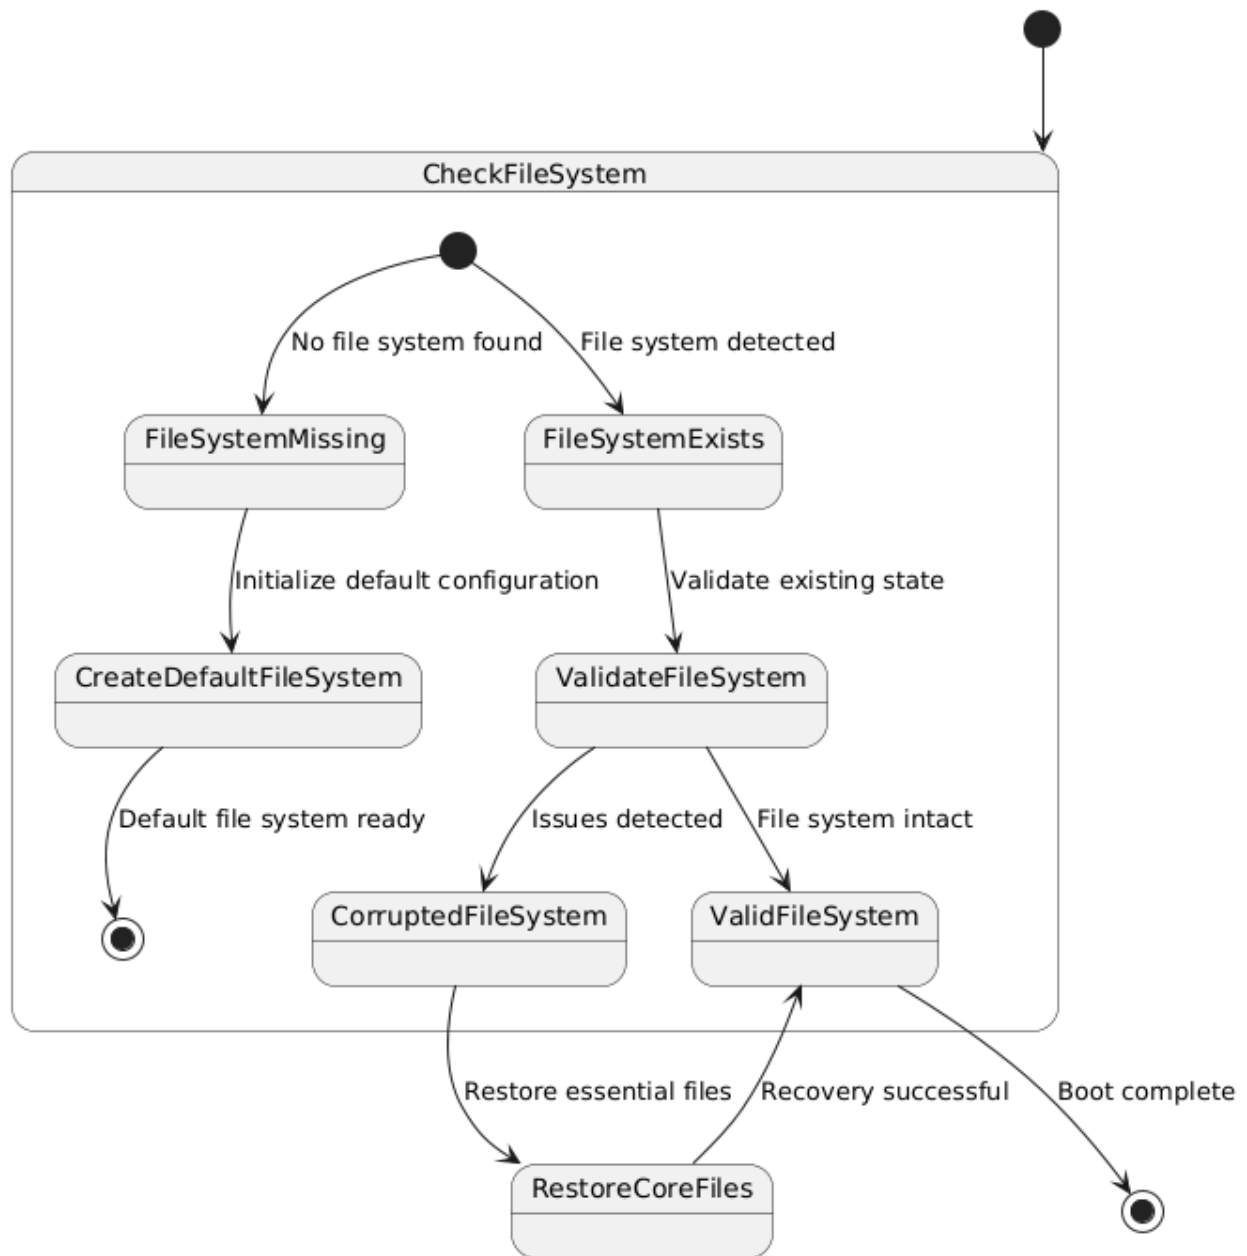 CheckFileSystem
No file system found
File system detected
FileSystemMissing
FileSystemExists
Initialize default configuration
Validate existing state
CreateDefaultFileSystem
ValidateFileSystem
Default file system ready
Issues detected
File system intact
CorruptedFileSystem
ValidFileSystem
Restore essential files
Recovery successful
Boot complete
RestoreCoreFiles